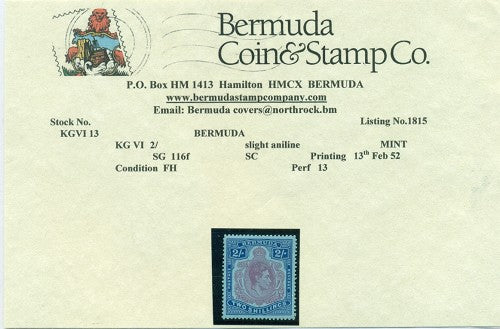 Bermuda
Coin&Stamp Co.
P.O. Box HM 1413 Hamilton HMCX BERMUDA
www.bermudastampcompany.com
Email: Bermuda covers@northrock.bm
Stock No. Listing No.1815
KGVI 13 BERMUDA
KG VI 2/ slight aniline MINT
SG 116f SC Printing 13th Feb 52
Condition FH Perf 13
BERMUDA
2/- 2/-
TWO SHILLINGS